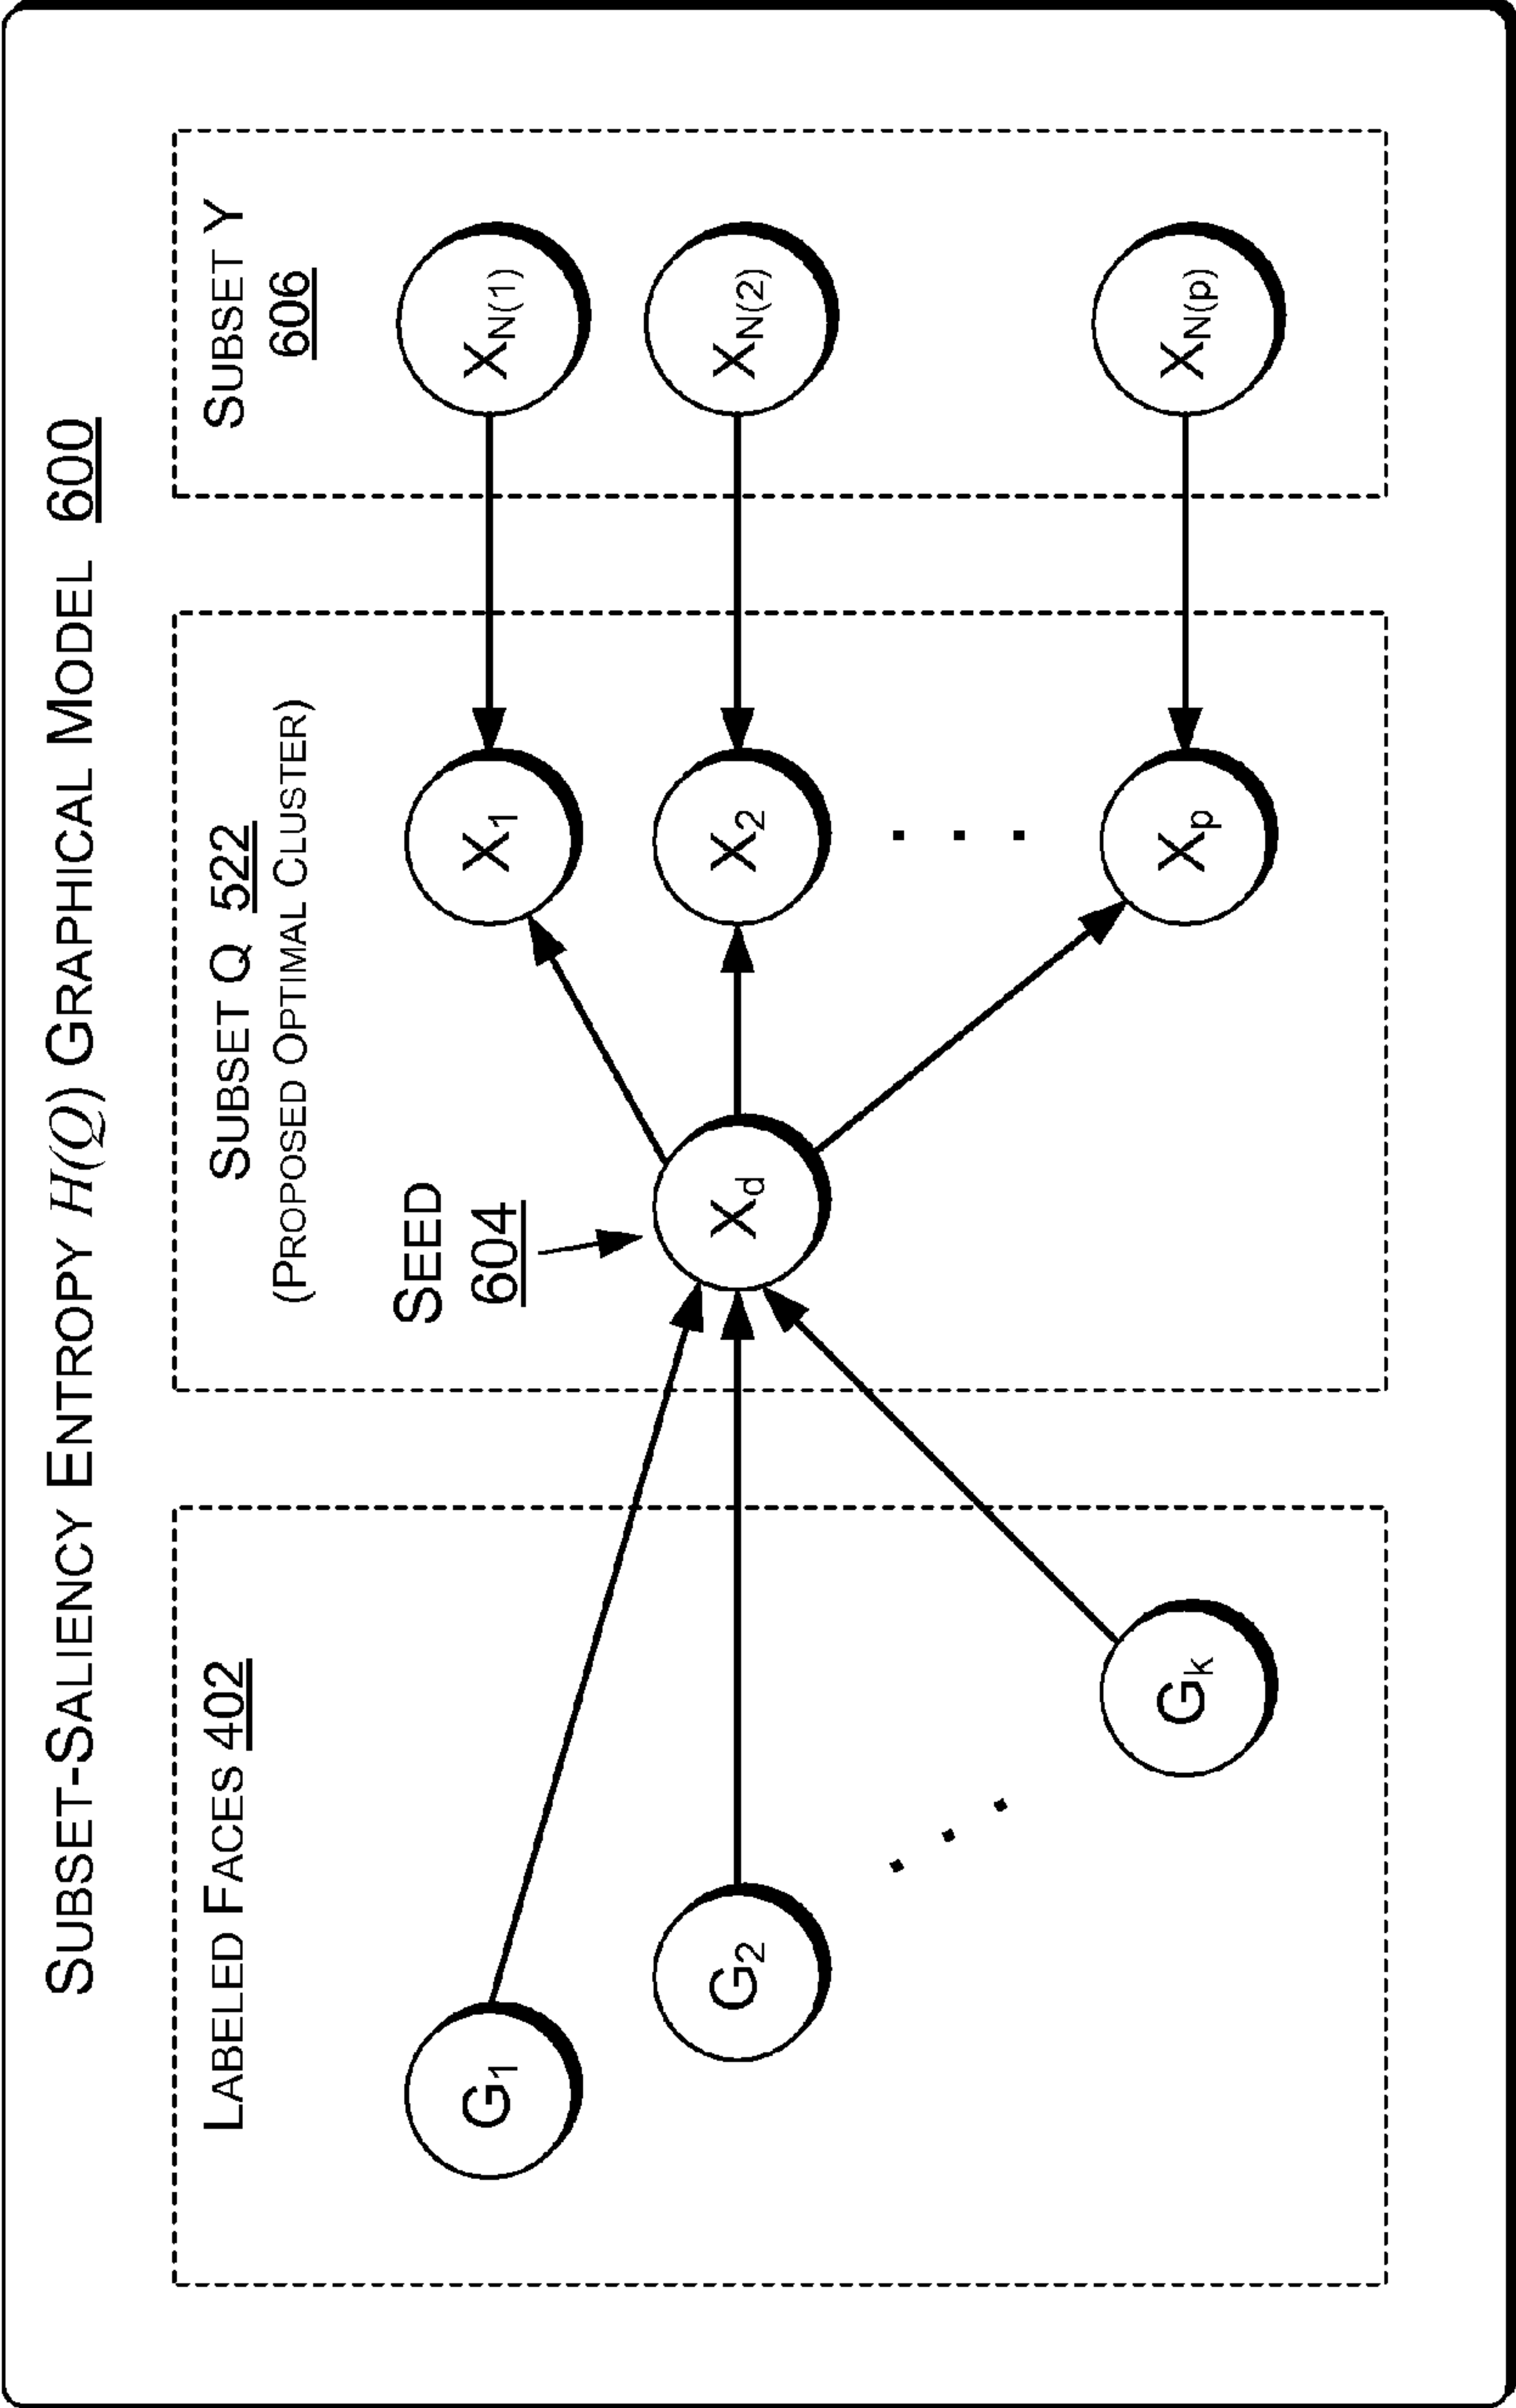 SUBSET-SALIENCY ENTROPY H(Q) GRAPHICAL MODEL 600
LABELED FACES 402
G1
G2
Gk
SUBSET Q 522
(PROPOSED OPTIMAL CLUSTER)
SEED
604
Xd
X1
X2
Xp
SUBSET Y
606
XN(1)
XN(2)
XN(p)